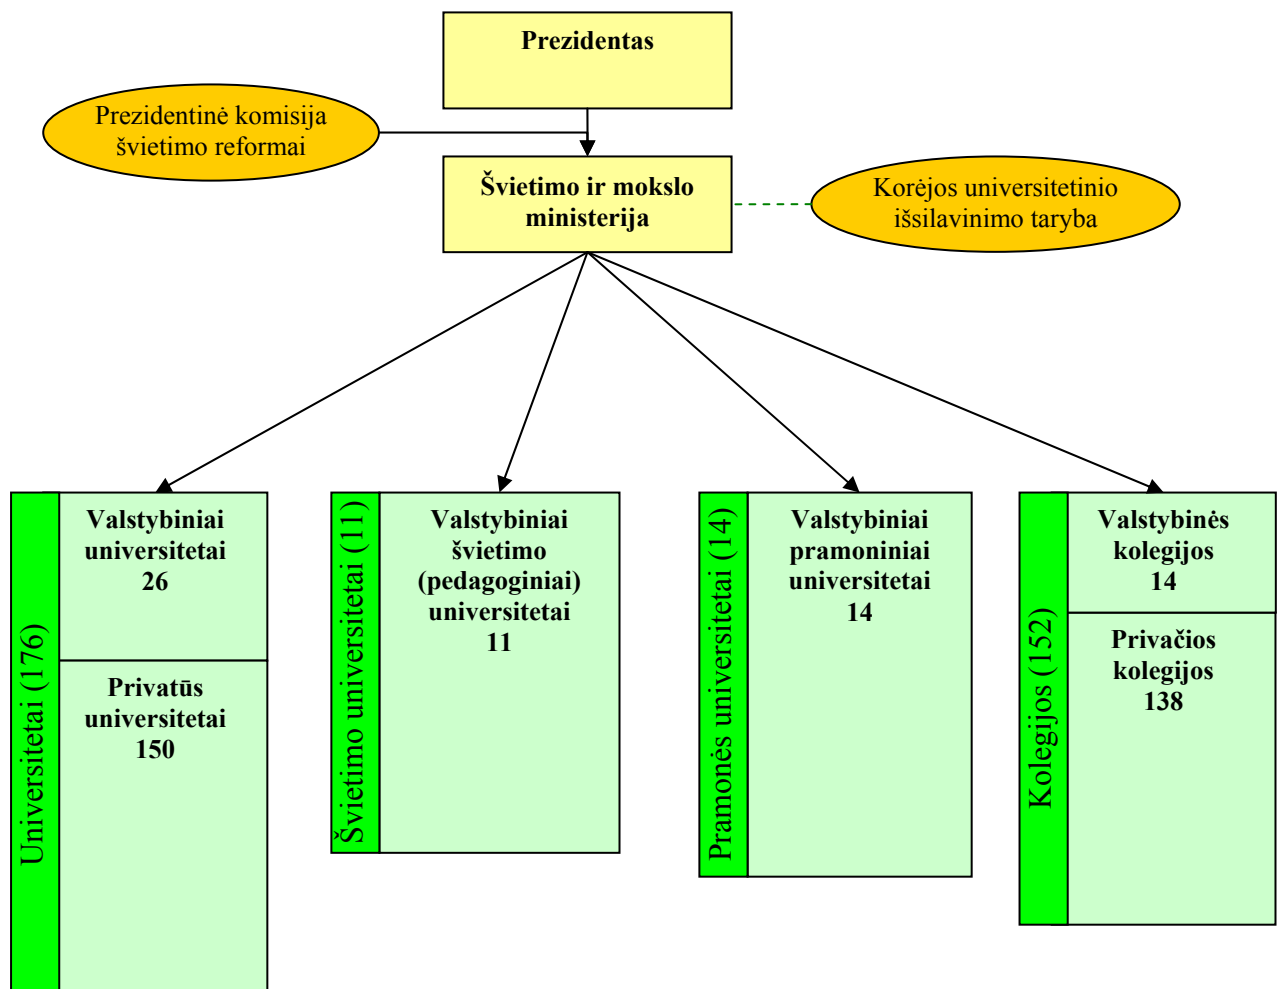 Prezidentas
Prezidentinė komisija
švietimo reformai
Švietimo ir mokslo
ministerija
Korėjos universitetinio
išsilavinimo taryba
Universitetai (176)
Valstybiniai
universitetai
26
Privatūs
universitetai
150
Švietimo universitetai (11)
Valstybiniai
švietimo
(pedagoginiai)
universitetai
11
Pramonės universitetai (14)
Valstybiniai
pramoniniai
universitetai
14
Kolegijos (152)
Valstybinės
kolegijos
14
Privačios
kolegijos
138